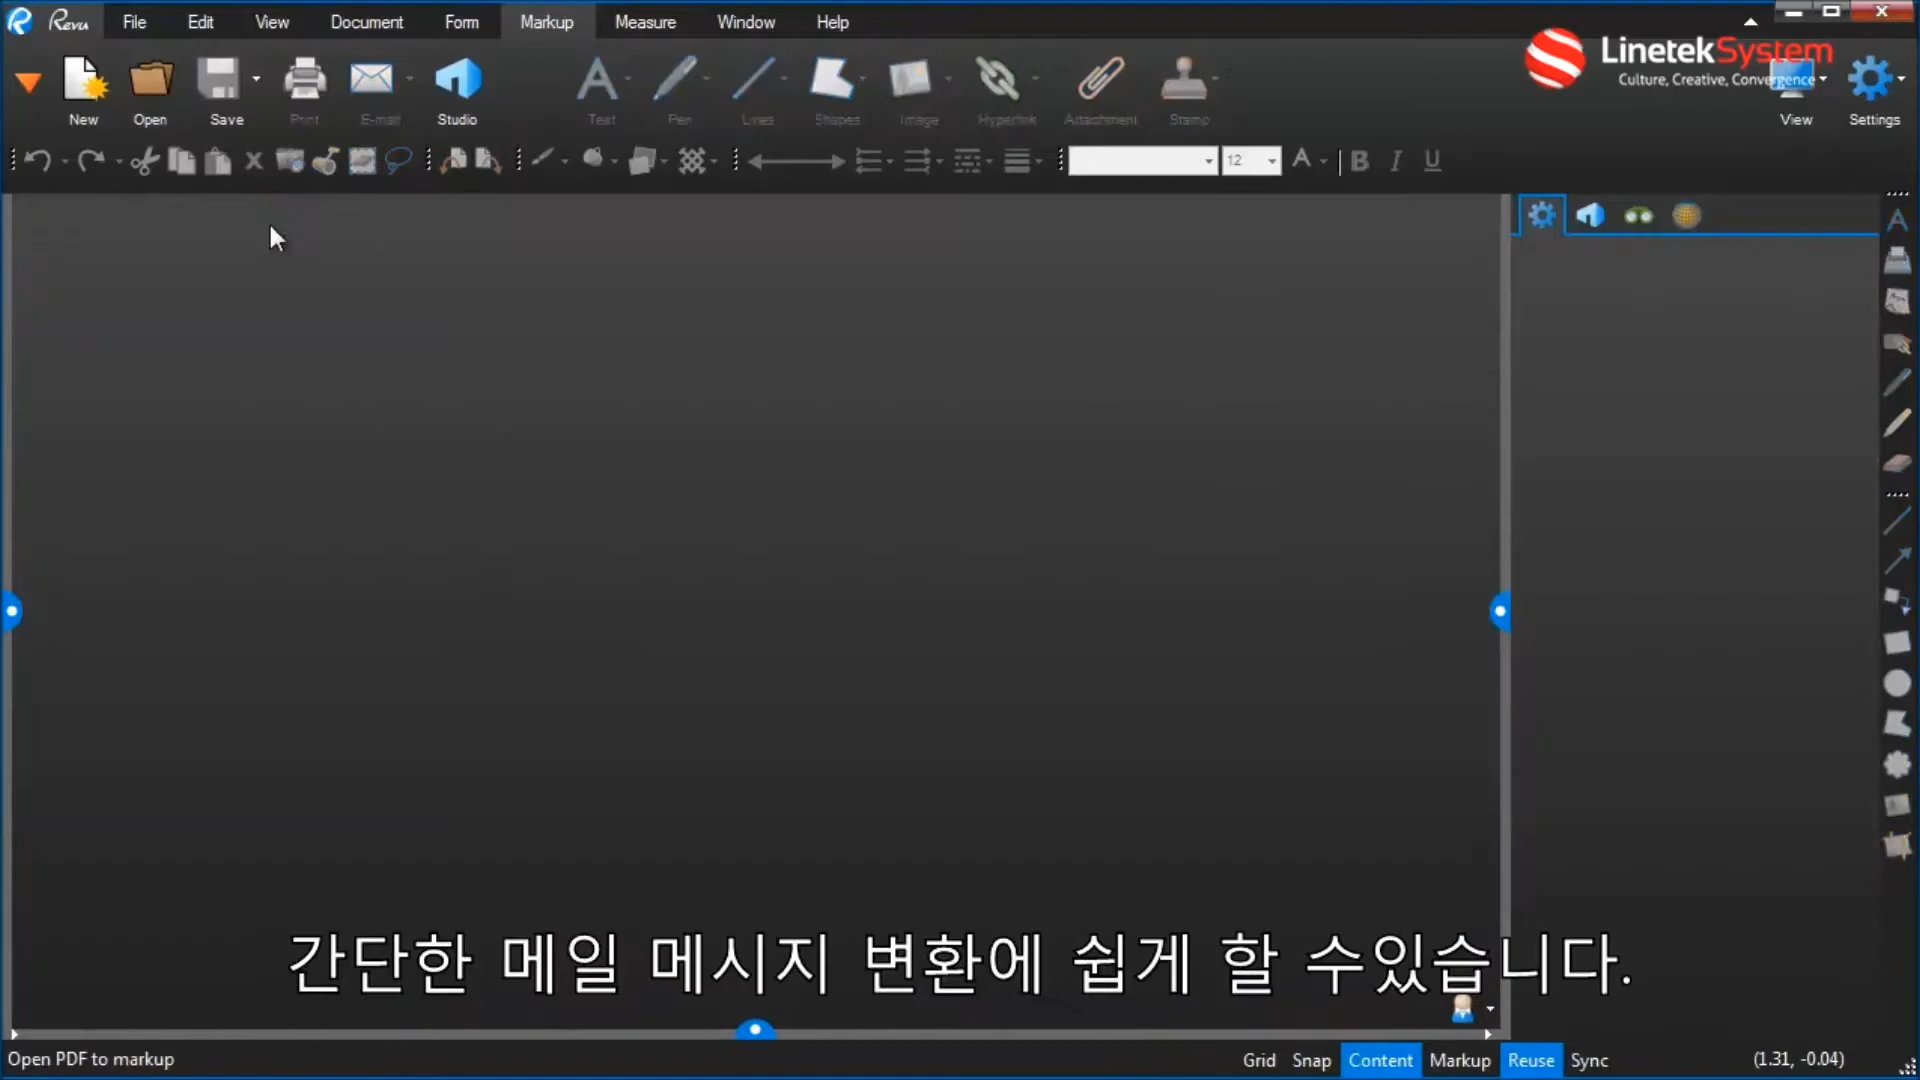 Revu File Edit View Document Form Markup Measure Window Help
LinetekSystem
Culture, Creative, Convergence
New Open Save Print E-mail Studio Text Pen Lines Shapes Image Hyperlink Attachment Stamp View Settings
12 A B I U
간단한 메일 메시지 변환에 쉽게 할 수있습니다.
Open PDF to markup Grid Snap Content Markup Reuse Sync (1.31, -0.04)